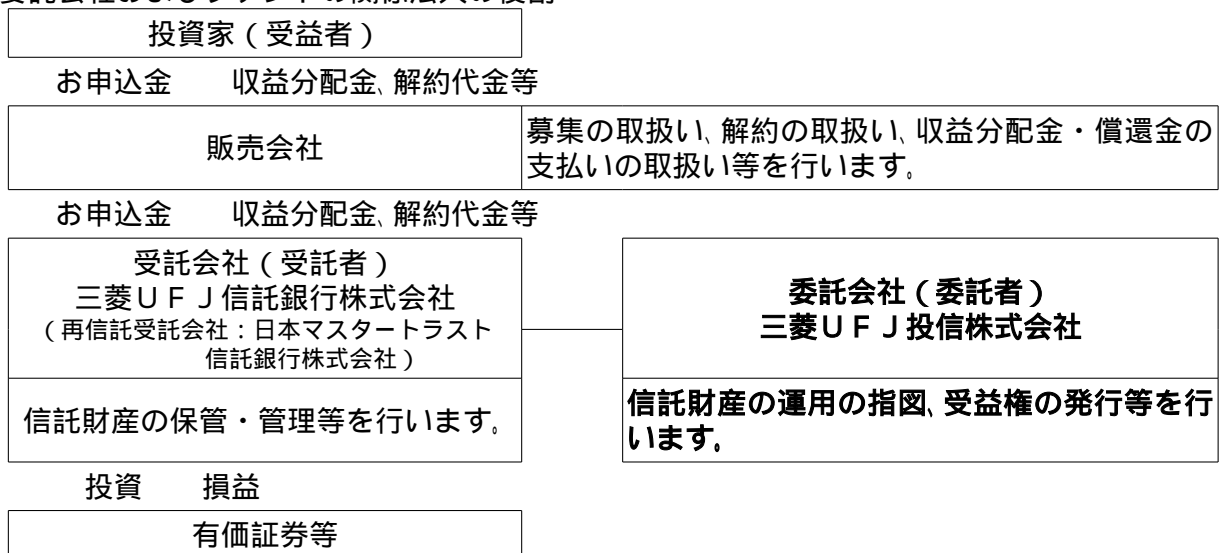 投資家（受益者）
お申込金　収益分配金､解約代金等
販売会社
募集の取扱い､解約の取扱い､収益分配金・償還金の
支払いの取扱い等を行います。
お申込金　収益分配金､解約代金等
受託会社（受託者）
三菱ＵＦＪ信託銀行株式会社
（再信託受託会社：日本マスタートラスト
信託銀行株式会社）
委託会社（委託者）
三菱ＵＦＪ投信株式会社
信託財産の保管・管理等を行います。
信託財産の運用の指図､受益権の発行等を行
います。
投資　損益
有価証券等